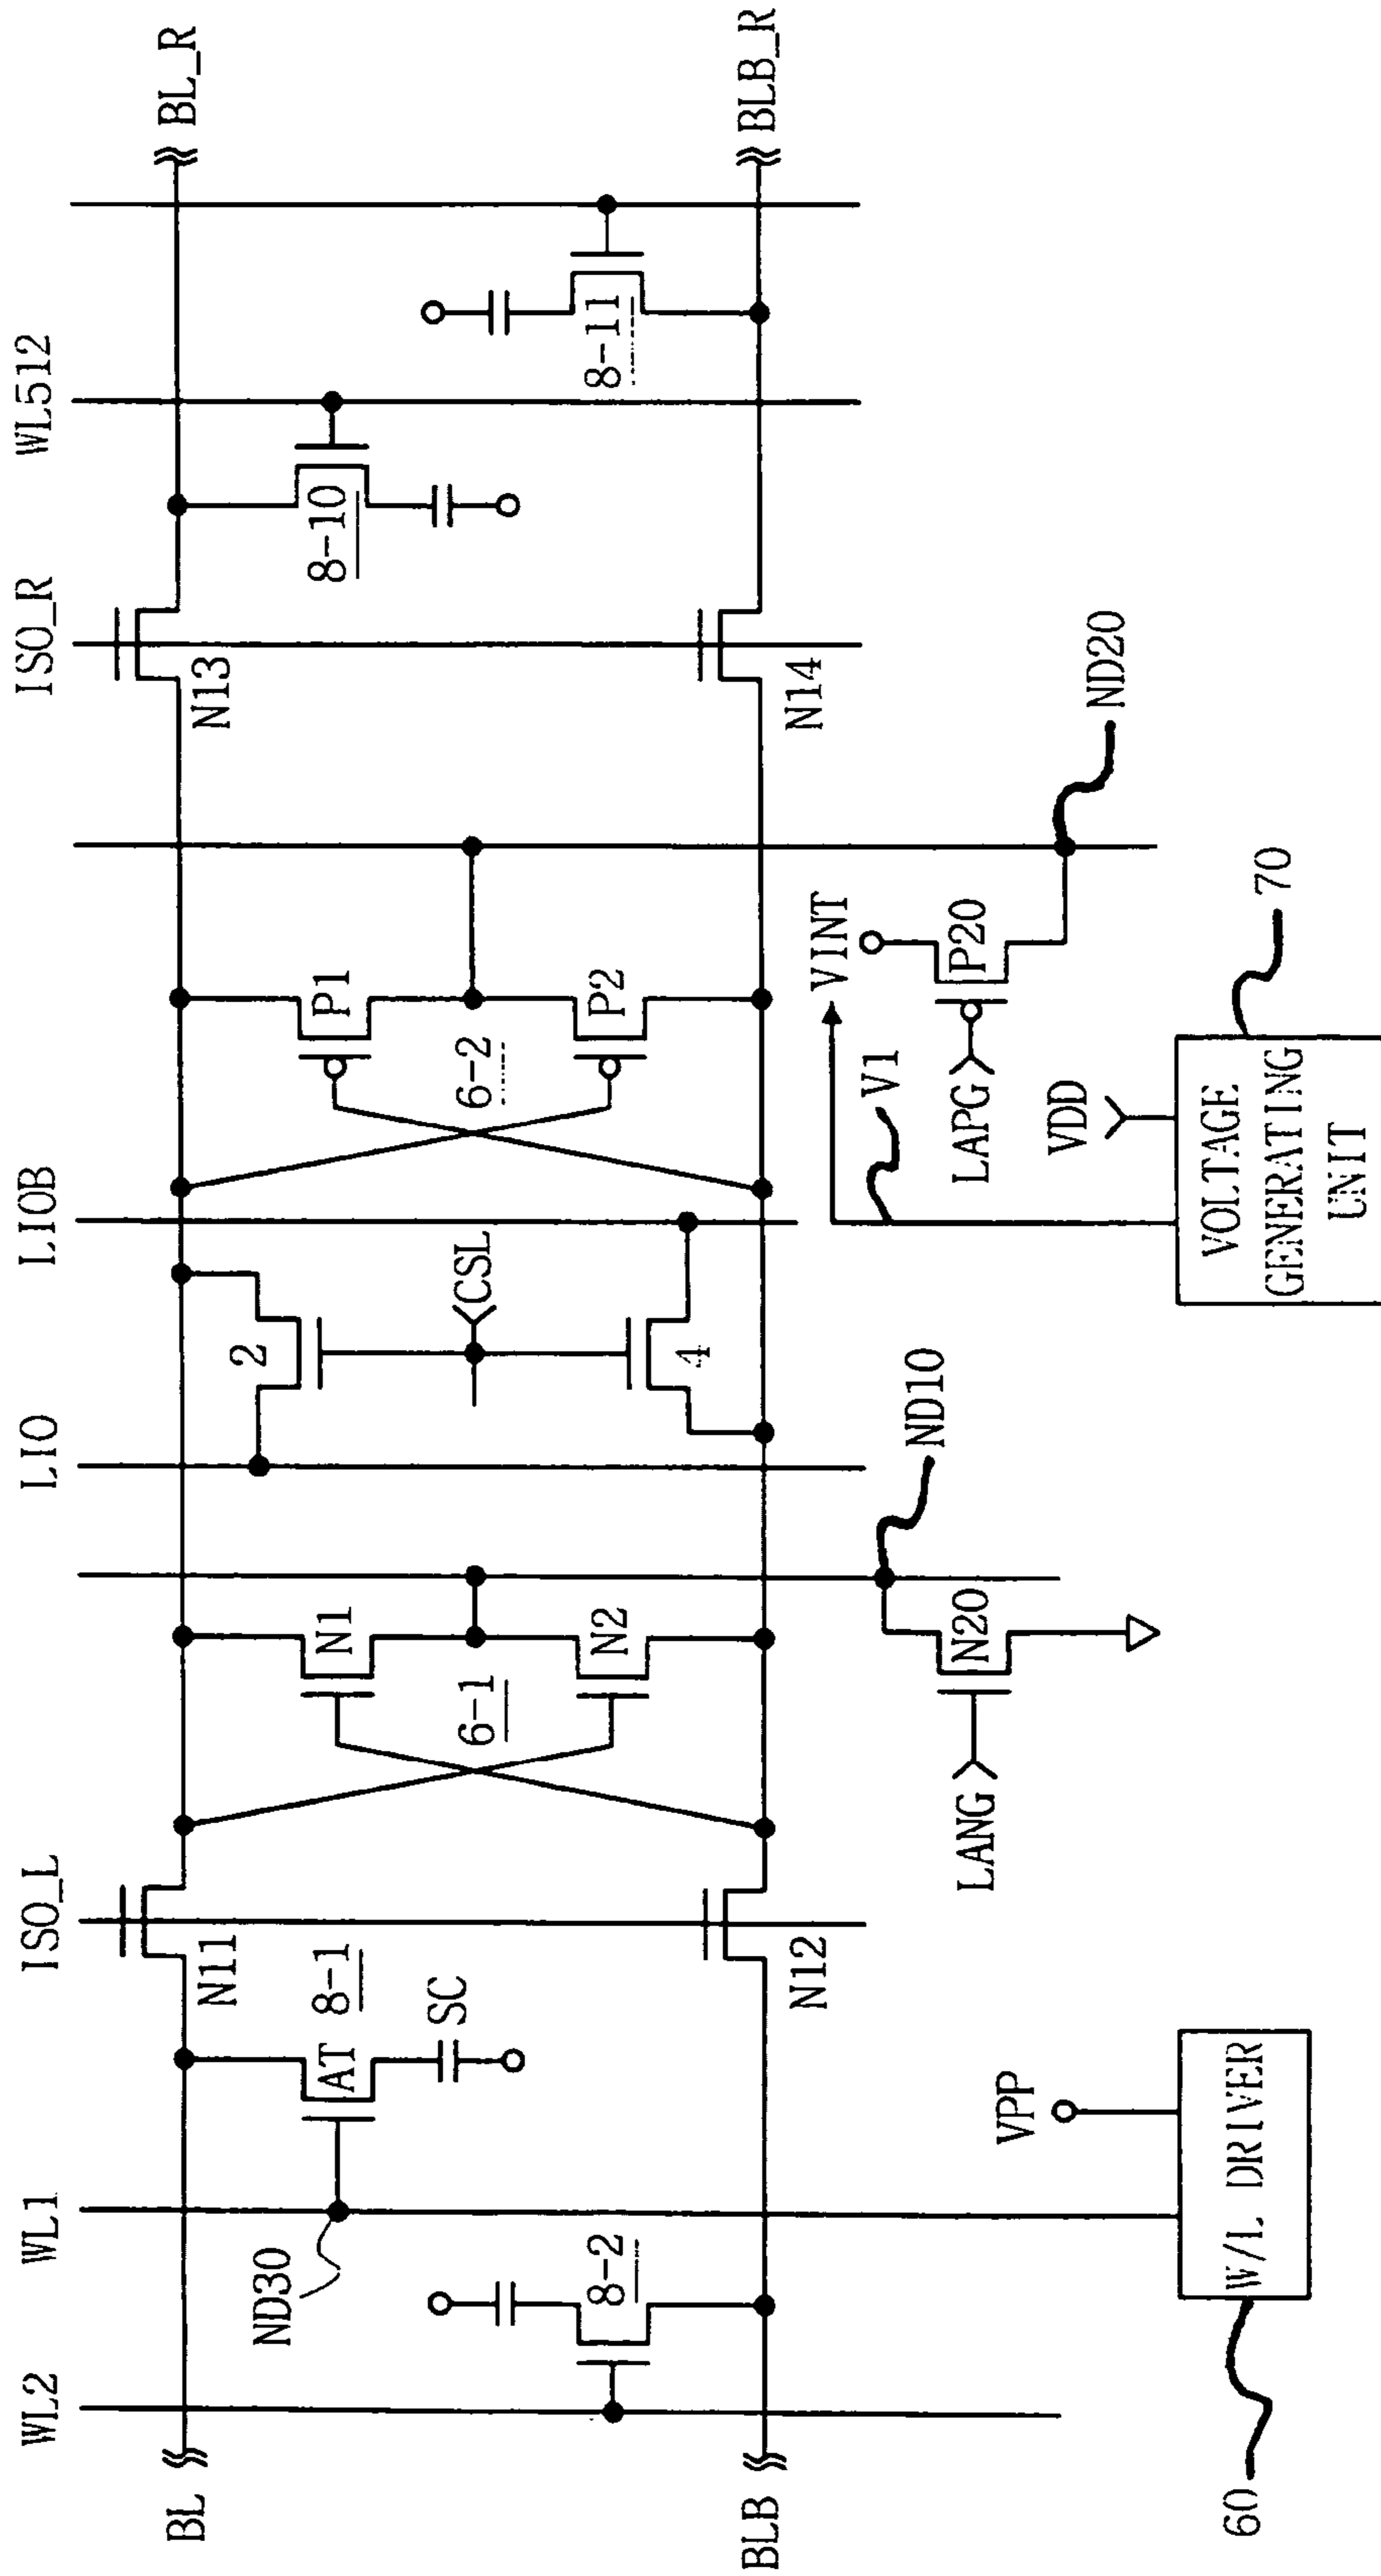 WL2
WL1
ISO_L
LIO
LIOB
ISO_R
WL512
BL
BL_R
ND30
N11
AT
8-1
SC
N1
2
P1
N13
8-10
6-1
CSL
6-2
8-2
N2
4
P2
8-11
BLB
BLB_R
N12
N14
VPP
LANG
N20
ND10
V1
VINT
LAPG
P20
ND20
VDD
60
W/L DRIVER
VOLTAGE
GENERATING
UNIT
70